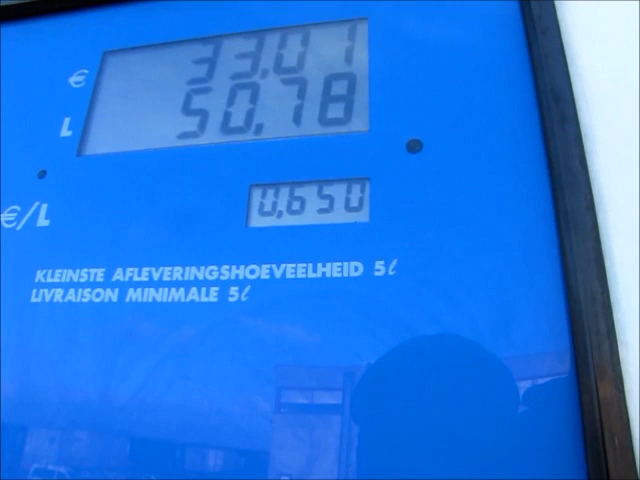 € 33,01
L 50,78
€/L 0,650
KLEINSTE AFLEVERINGSHOEVEELHEID 5ℓ
LIVRAISON MINIMALE 5ℓ